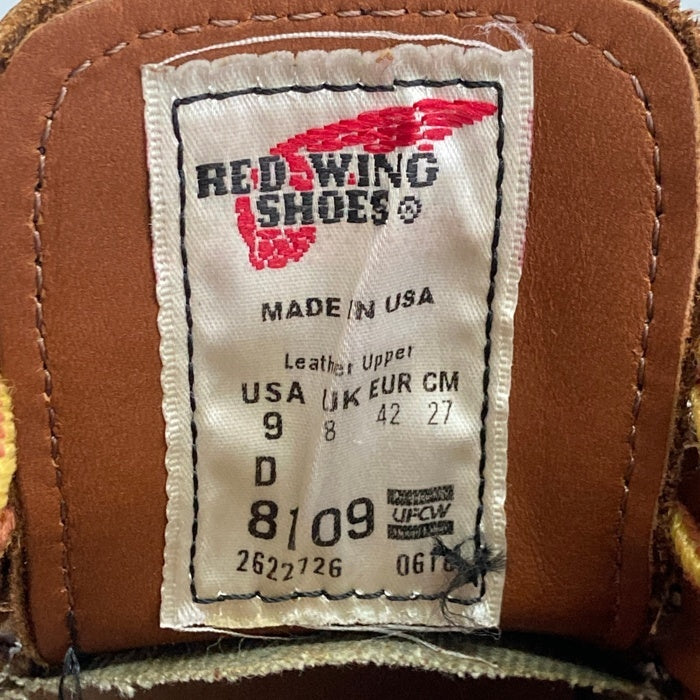 RED WING
SHOES ®
MADE IN USA
Leather Upper
USA UK EUR CM
9 8 42 27
D
8109 UFCW
2622726